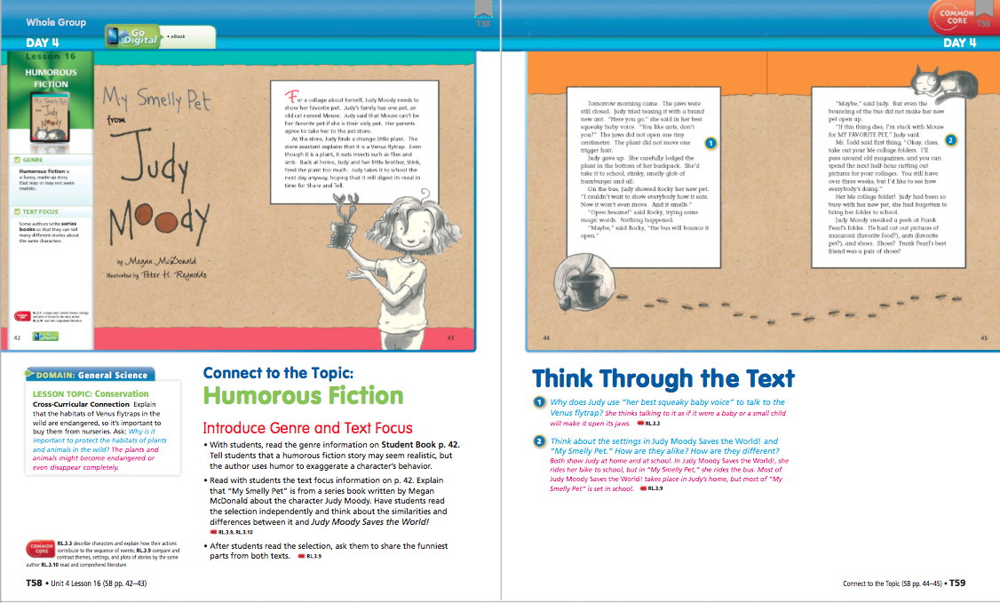 Whole Group
DAY 4
Go
Digital
• eBook
T58
Lesson 16
HUMOROUS
FICTION
My Smelly Pet
from
Judy
Moody
GENRE
Humorous fiction is
a funny, made-up story
that may or may not seem
realistic.
TEXT FOCUS
Some authors write series
books so that they can tell
many different stories about
the same characters.
42
Go Digital
My Smelly Pet
from
Judy
Moody
by Megan McDonald
illustrated by Peter H. Reynolds
For a collage about herself, Judy Moody needs to
show her favorite pet. Judy's family has one pet, an
old cat named Mouse. Judy said that Mouse can't be
her favorite pet if she is their only pet. Her parents
agree to take her to the pet store.
At the store, Judy finds a strange little plant. The
store assistant explains that it is a Venus flytrap. Even
though it is a plant, it eats insects such as flies and
ants. Back at home, Judy and her little brother, Stink,
feed the plant too much. Judy takes it to school the
next day anyway, hoping that it will digest its meal in
time for Share and Tell.
43
DOMAIN: General Science
LESSON TOPIC: Conservation
Cross-Curricular Connection Explain
that the habitats of Venus flytraps in the
wild are endangered, so it's important to
buy them from nurseries. Ask: Why is it
important to protect the habitats of plants
and animals in the wild? The plants and
animals might become endangered or
even disappear completely.
COMMON CORE
RL.3.3 describe characters and explain how their actions
contribute to the sequence of events; RL.3.9 compare and
contrast themes, settings, and plots of stories by the same
author RL.3.10 read and comprehend literature
T58 • Unit 4 Lesson 16 (SB pp. 42–43)
Connect to the Topic:
Humorous Fiction
Introduce Genre and Text Focus
• With students, read the genre information on Student Book p. 42.
Tell students that a humorous fiction story may seem realistic, but
the author uses humor to exaggerate a character's behavior.
• Read with students the text focus information on p. 42. Explain
that "My Smelly Pet" is from a series book written by Megan
McDonald about the character Judy Moody. Have students read
the selection independently and think about the similarities and
differences between it and Judy Moody Saves the World!
RL.3.9, RL.3.10
• After students read the selection, ask them to share the funniest
parts from both texts. RL.3.9
COMMON
CORE
T59
DAY 4
Tomorrow morning came. The jaws were
still closed. Judy tried teasing it with a brand
new ant. "Here you go," she said in her best
squeaky baby voice. "You like ants, don't
you?" The jaws did not open one tiny
centimeter. The plant did not move one
trigger hair.
Judy gave up. She carefully lodged the
plant in the bottom of her backpack. She'd
take it to school, stinky, smelly glob of
hamburger and all.
On the bus, Judy showed Rocky her new pet.
"I couldn't wait to show everybody how it eats.
Now it won't even move. And it smells."
"Open Sesame!" said Rocky, trying some
magic words. Nothing happened.
"Maybe," said Rocky, "the bus will bounce it
open."
1
44
"Maybe," said Judy. But even the
bouncing of the bus did not make her new
pet open up.
"If this thing dies, I'm stuck with Mouse
for MY FAVORITE PET," Judy said.
Mr. Todd said first thing, "Okay, class,
take out your Me collage folders. I'll
pass around old magazines, and you can
spend the next half-hour cutting out
pictures for your collages. You still have
over three weeks, but I'd like to see how
everybody's doing."
Her Me collage folder! Judy had been so
busy with her new pet, she had forgotten to
bring her folder to school.
Judy Moody sneaked a peek at Frank
Pearl's folder. He had cut out pictures of
macaroni (favorite food?), ants (favorite
pet?), and shoes. Shoes? Frank Pearl's best
friend was a pair of shoes?
2
45
Think Through the Text
1 Why does Judy use "her best squeaky baby voice" to talk to the
Venus flytrap? She thinks talking to it as if it were a baby or a small child
will make it open its jaws. RL.3.3
2 Think about the settings in Judy Moody Saves the World! and
"My Smelly Pet." How are they alike? How are they different?
Both show Judy at home and at school. In Judy Moody Saves the World!, she
rides her bike to school, but in "My Smelly Pet," she rides the bus. Most of
Judy Moody Saves the World! takes place in Judy's home, but most of "My
Smelly Pet" is set in school. RL.3.9
Connect to the Topic (SB pp. 44–45) • T59